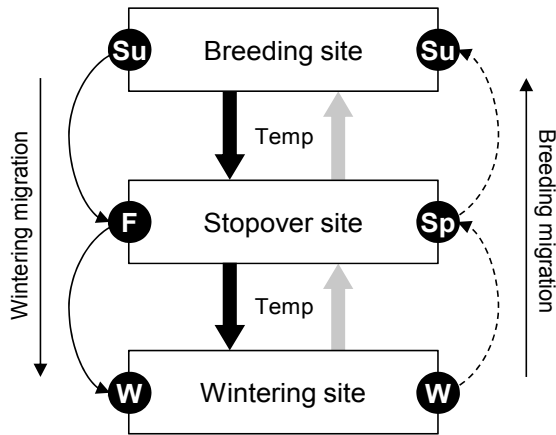 Su Breeding site Su
Temp
Wintering migration
Breeding migration
F Stopover site Sp
Temp
W Wintering site W